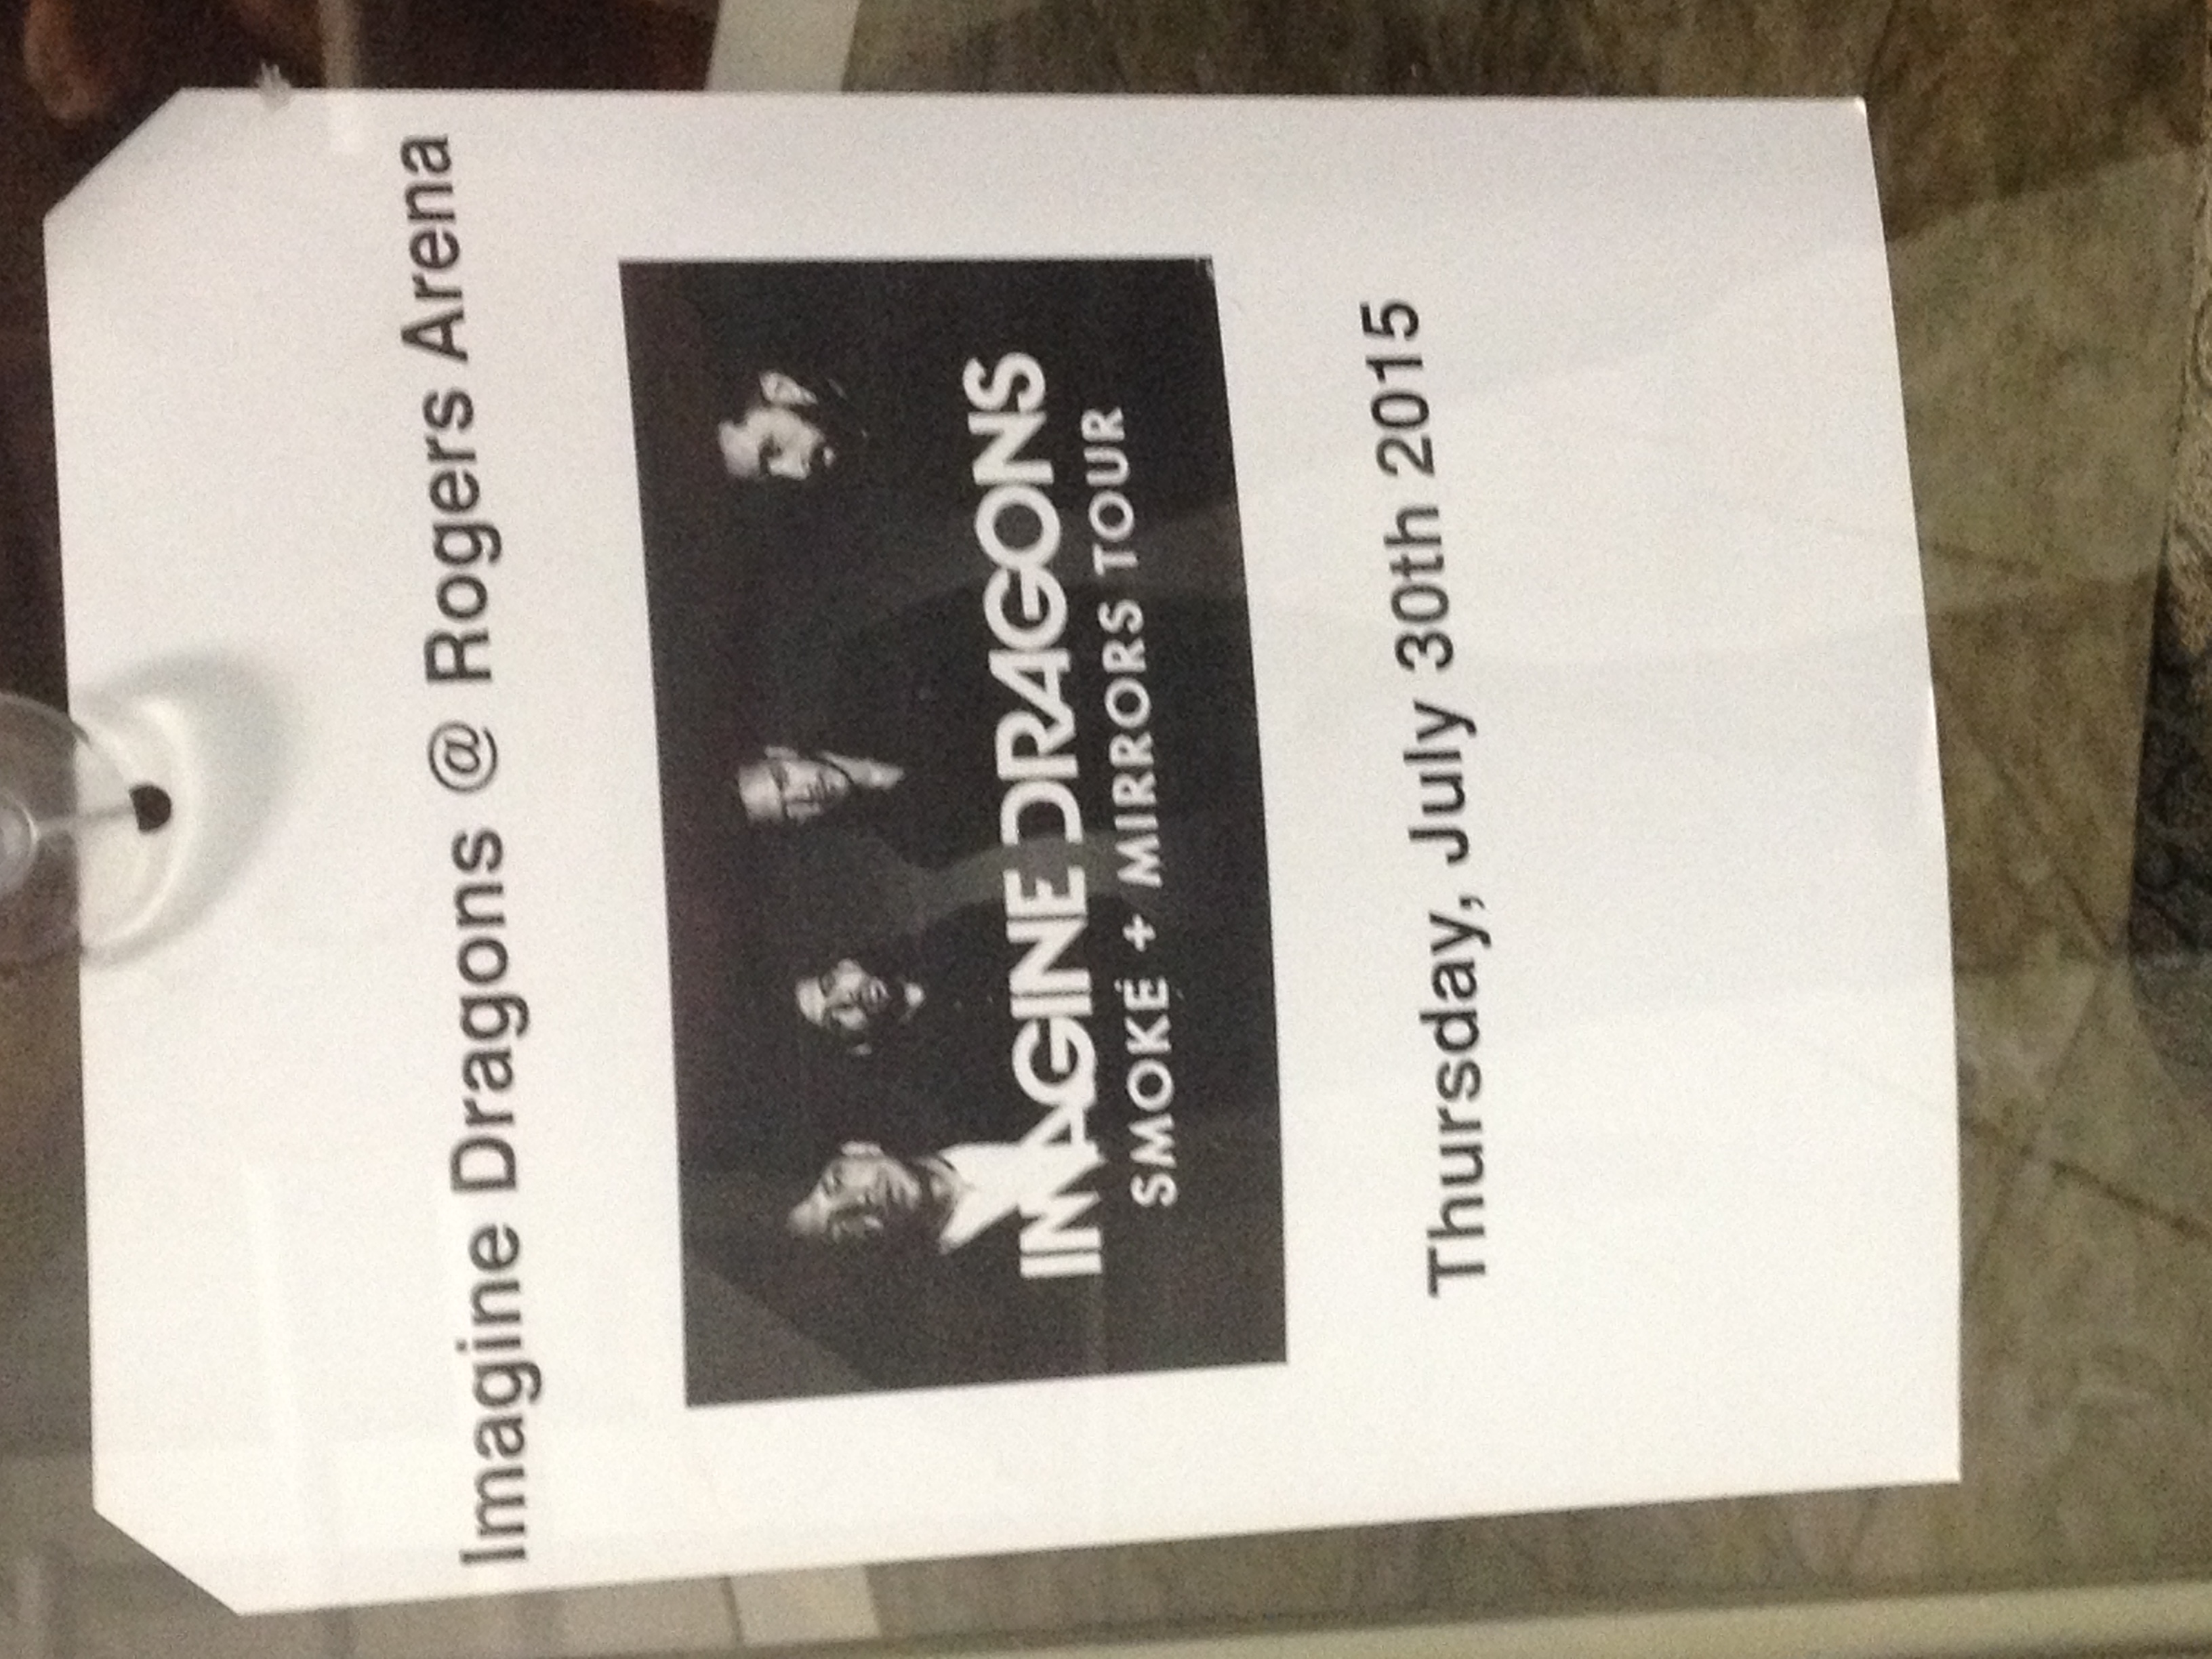 Imagine Dragons @ Rogers Arena
IMAGINE DRAGONS
SMOKE + MIRRORS TOUR
Thursday, July 30th 2015